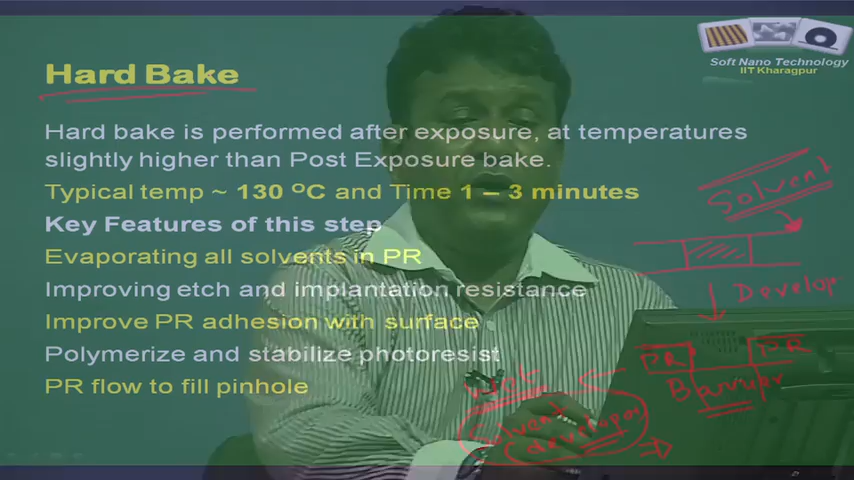 Soft Nano Technology
IIT Kharagpur
Hard Bake
Hard bake is performed after exposure, at temperatures
slightly higher than Post Exposure bake.
Typical temp ~ 130 ᴼC and Time 1 – 3 minutes
Key Features of this step
Evaporating all solvents in PR
Improving etch and implantation resistance
Improve PR adhesion with surface
Polymerize and stabilize photoresist
PR flow to fill pinhole
Solvent
Develop
PR PR
Barrier
Wet
Solvent
developer